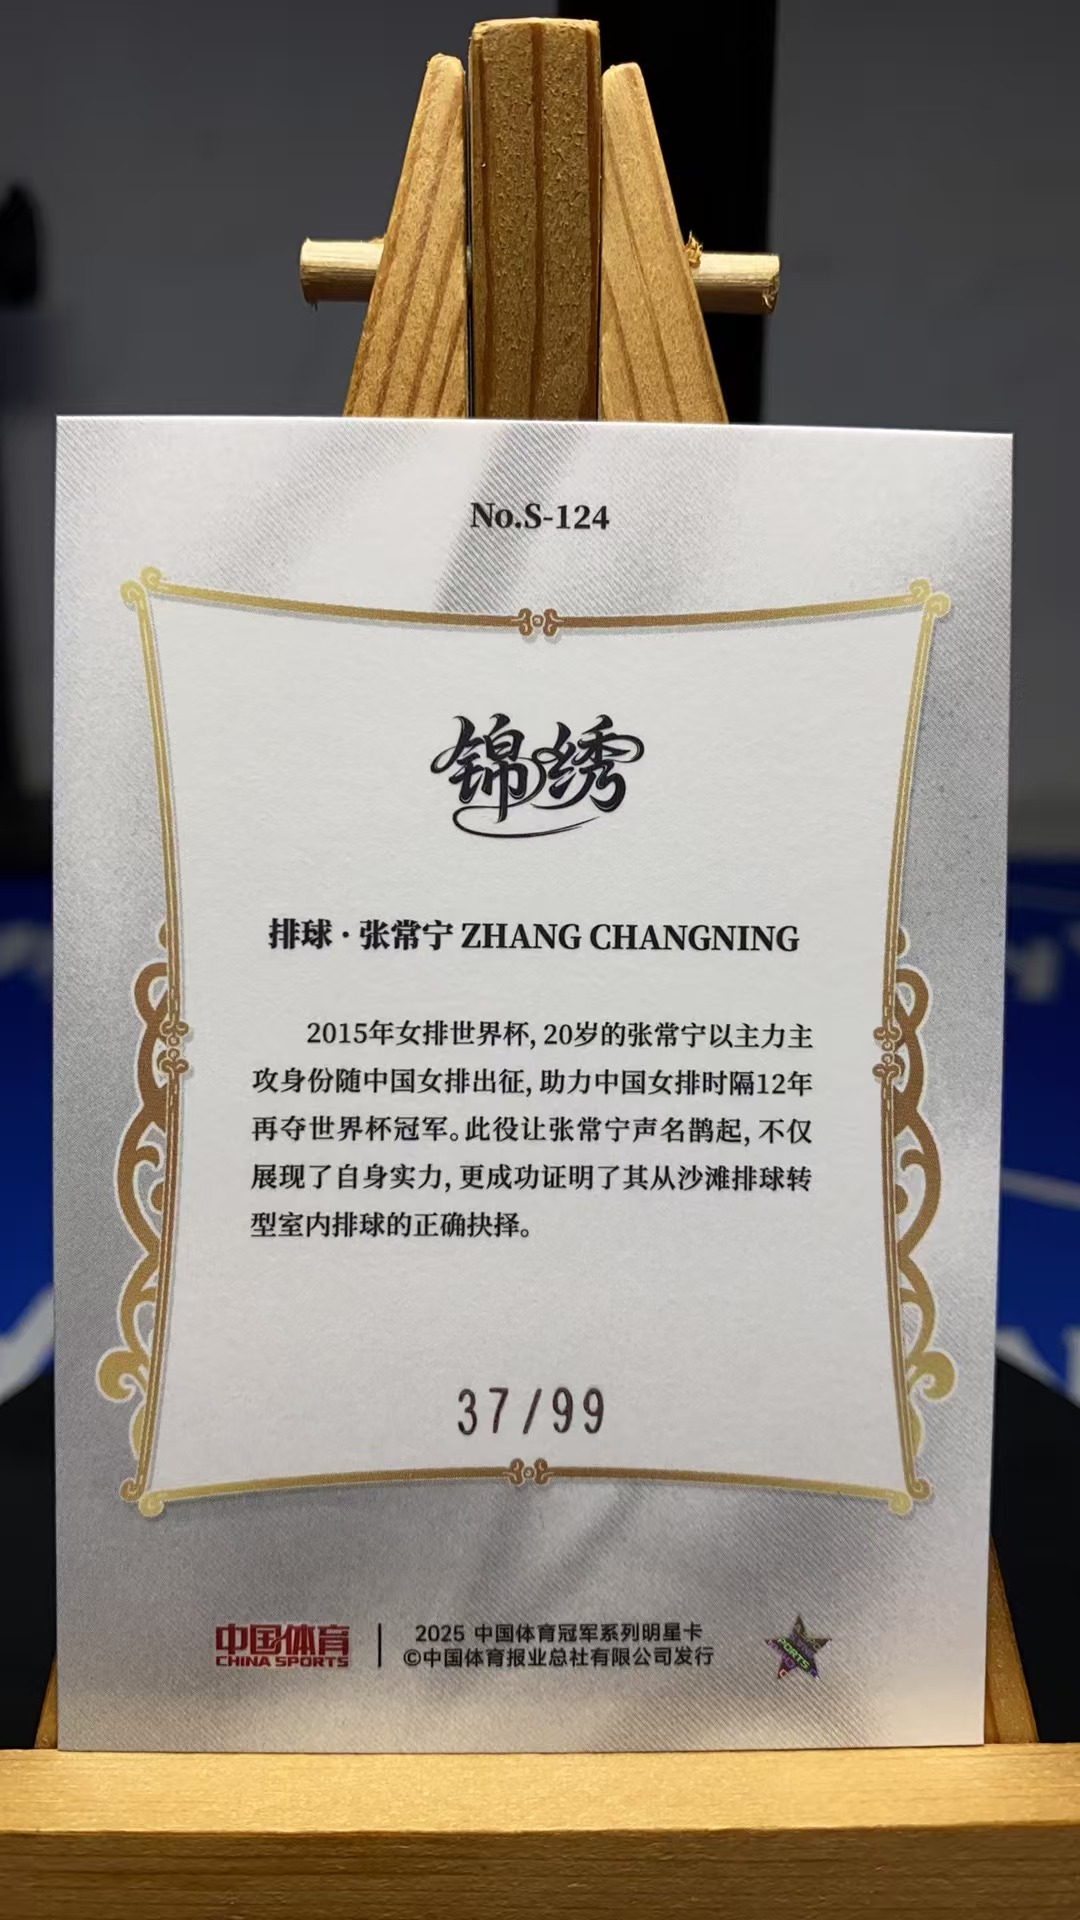 No.S-124
锦绣
排球·张常宁 ZHANG CHANGNING
2015年女排世界杯, 20岁的张常宁以主力主
攻身份随中国女排出征, 助力中国女排时隔12年
再夺世界杯冠军。此役让张常宁声名鹊起, 不仅
展现了自身实力, 更成功证明了其从沙滩排球转
型室内排球的正确抉择。
37/99
中国体育
CHINA SPORTS
2025 中国体育冠军系列明星卡
©中国体育报业总社有限公司发行